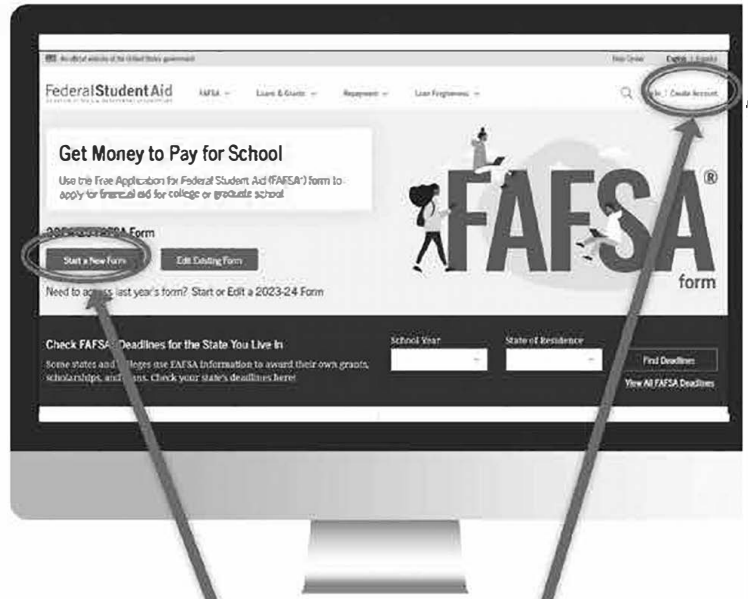 An official website of the United States government
Help Center English | Español
Federal Student Aid
FAFSA Loans & Grants Repayment Loan Forgiveness
| Create Account
Get Money to Pay for School
Use the Free Application for Federal Student Aid (FAFSA®) form to
apply for financial aid for college or graduate school
FAFSA Form
Start a New Form Edit Existing Form
Need to access last year's form? Start or Edit a 2023-24 Form
FAFSA®
form
Check FAFSA Deadlines for the State You Live In
Some states and colleges use FAFSA information to award their own grants,
scholarships, and loans. Check your state's deadlines here!
School Year
State of Residence
Find Deadlines
View All FAFSA Deadlines